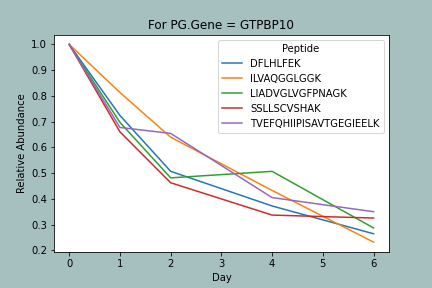 For PG.Gene = GTPBP10
Relative Abundance
1.0
0.9
0.8
0.7
0.6
0.5
0.4
0.3
0.2
Peptide
DFLHLFEK
ILVAQGGLGGK
LIADVGLVGFPNAGK
SSLLSCVSHAK
TVEFQHIIPISAVTGEGIEELK
0 1 2 3 4 5 6
Day